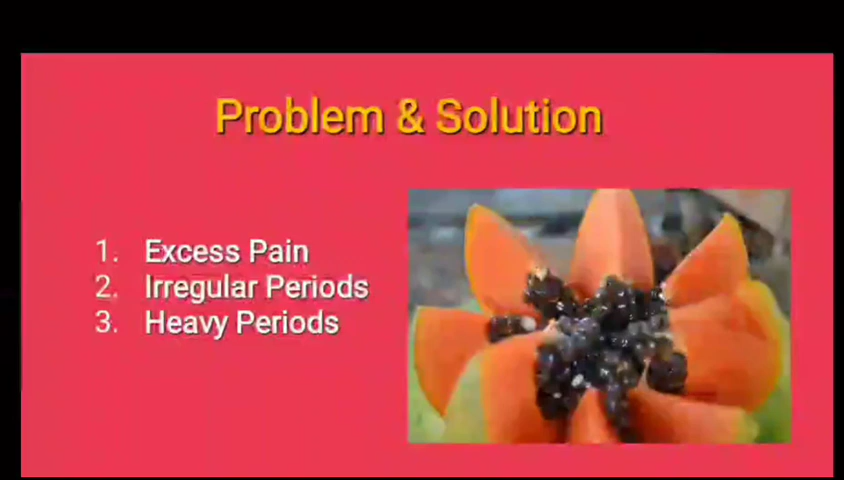 Problem & Solution
1. Excess Pain
2. Irregular Periods
3. Heavy Periods